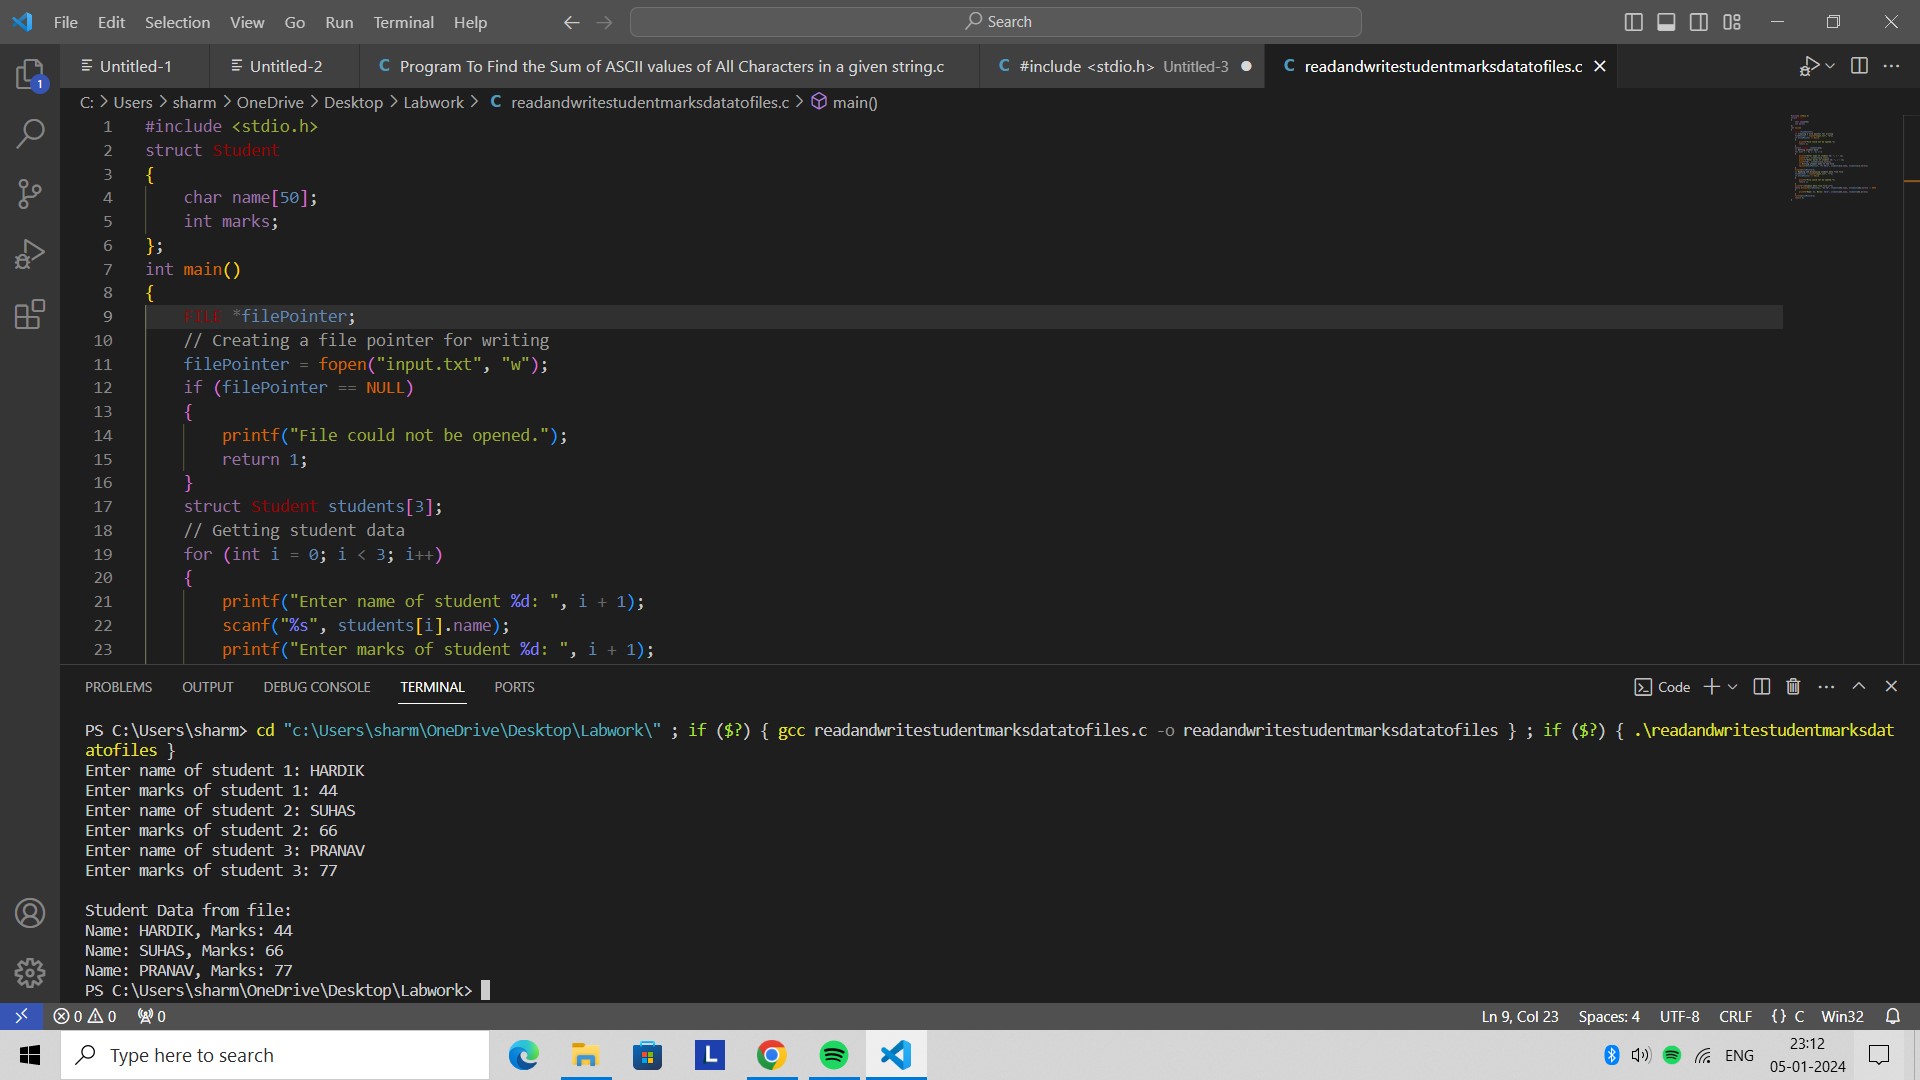 File Edit Selection View Go Run Terminal Help
Search
Untitled-1
Untitled-2
C Program To Find the Sum of ASCII values of All Characters in a given string.c
C #include <stdio.h> Untitled-3
C readandwritestudentmarksdatatofiles.c
1
C: > Users > sharm > OneDrive > Desktop > Labwork > C readandwritestudentmarksdatatofiles.c > main()
1 #include <stdio.h>
2 struct Student
3 {
4 char name[50];
5 int marks;
6 };
7 int main()
8 {
9 FILE *filePointer;
10 // Creating a file pointer for writing
11 filePointer = fopen("input.txt", "w");
12 if (filePointer == NULL)
13 {
14 printf("File could not be opened.");
15 return 1;
16 }
17 struct Student students[3];
18 // Getting student data
19 for (int i = 0; i < 3; i++)
20 {
21 printf("Enter name of student %d: ", i + 1);
22 scanf("%s", students[i].name);
23 printf("Enter marks of student %d: ", i + 1);
PROBLEMS OUTPUT DEBUG CONSOLE TERMINAL PORTS
Code
PS C:\Users\sharm> cd "c:\Users\sharm\OneDrive\Desktop\Labwork\" ; if ($?) { gcc readandwritestudentmarksdatatofiles.c -o readandwritestudentmarksdatatofiles } ; if ($?) { .\readandwritestudentmarksdat
atofiles }
Enter name of student 1: HARDIK
Enter marks of student 1: 44
Enter name of student 2: SUHAS
Enter marks of student 2: 66
Enter name of student 3: PRANAV
Enter marks of student 3: 77
Student Data from file:
Name: HARDIK, Marks: 44
Name: SUHAS, Marks: 66
Name: PRANAV, Marks: 77
PS C:\Users\sharm\OneDrive\Desktop\Labwork>
0 0 0
Ln 9, Col 23 Spaces: 4 UTF-8 CRLF {} C Win32
Type here to search
L
ENG
23:12
05-01-2024